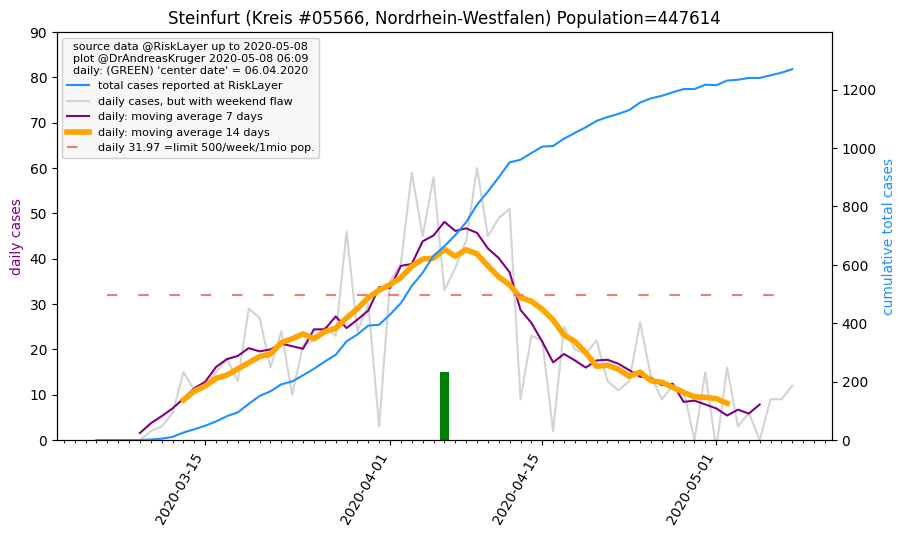 Steinfurt (Kreis #05566, Nordrhein-Westfalen) Population=447614
source data @RiskLayer up to 2020-05-08
plot @DrAndreasKruger 2020-05-08 06:09
daily: (GREEN) 'center date' = 06.04.2020
total cases reported at RiskLayer
daily cases, but with weekend flaw
daily: moving average 7 days
daily: moving average 14 days
daily 31.97 =limit 500/week/1mio pop.
daily cases
90
80
70
60
50
40
30
20
10
0
cumulative total cases
1200
1000
800
600
400
200
0
2020-03-15
2020-04-01
2020-04-15
2020-05-01